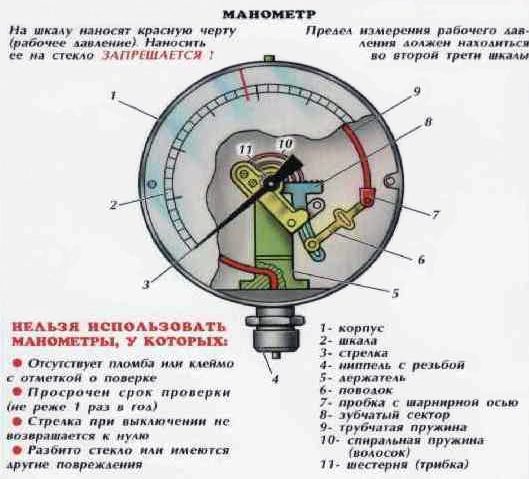 МАНОМЕТР
На шкалу наносят красную черту
(рабочее давление). Наносить
ее на стекло ЗАПРЕЩАЕТСЯ !
Предел измерения рабочего дав-
ления должен находиться
во второй трети шкалы
1
2
3
4
5
6
7
8
9
10
11
НЕЛЬЗЯ ИСПОЛЬЗОВАТЬ
МАНОМЕТРЫ, У КОТОРЫХ:
● Отсутствует пломба или клеймо
с отметкой о поверке
● Просрочен срок проверки
(не реже 1 раз в год)
● Стрелка при выключении не
возвращается к нулю
● Разбито стекло или имеются
другие повреждения
1- корпус
2- шкала
3- стрелка
4- ниппель с резьбой
5- держатель
6- поводок
7- пробка с шарнирной осью
8- зубчатый сектор
9- трубчатая пружина
10- спиральная пружина
(волосок)
11- шестерня (трибка)